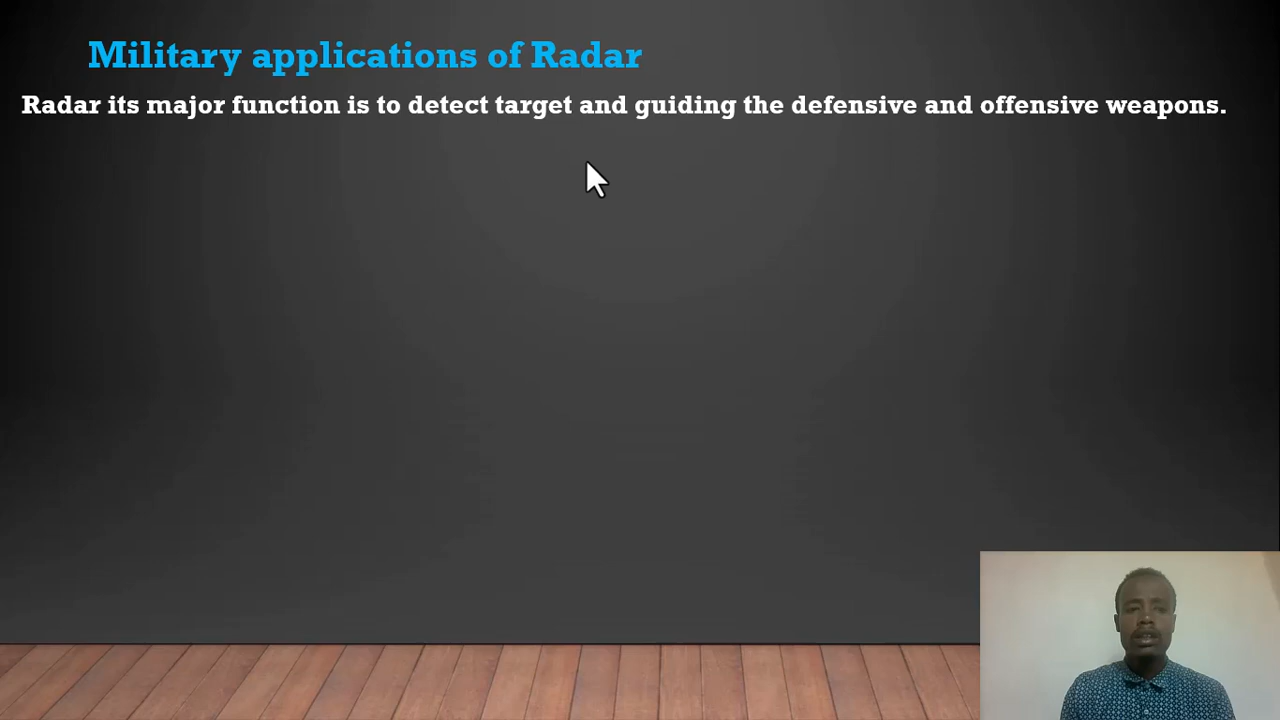 Military applications of Radar
Radar its major function is to detect target and guiding the defensive and offensive weapons.